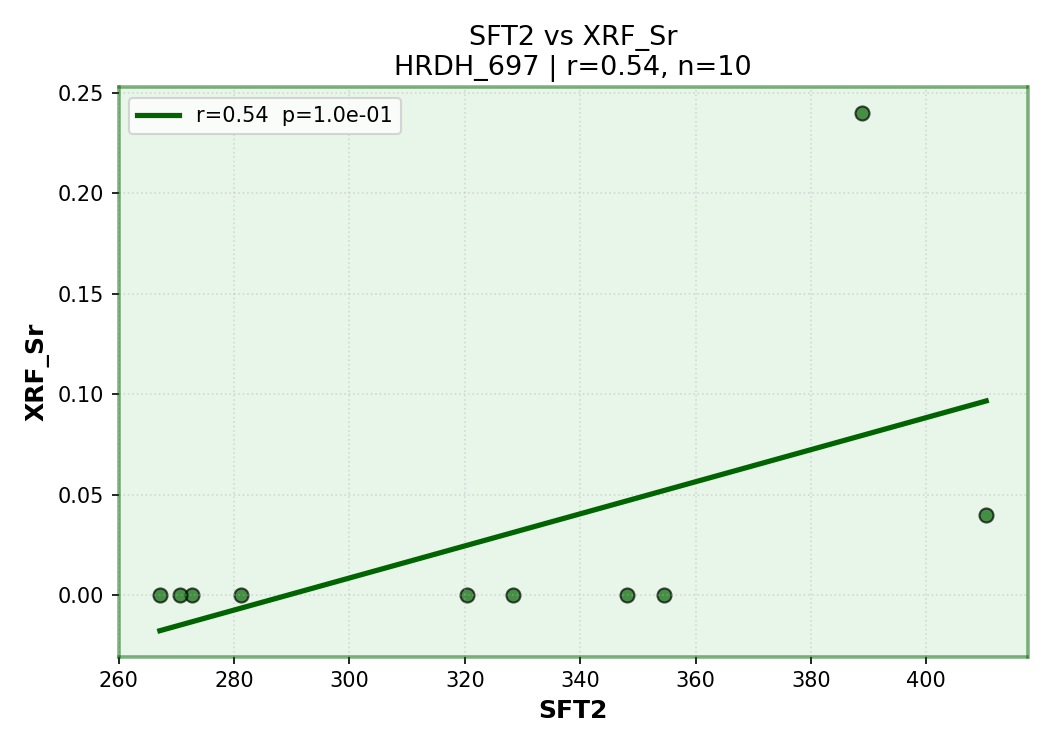 SFT2 vs XRF_Sr
HRDH_697 | r=0.54, n=10
r=0.54  p=1.0e-01
0.25
0.20
0.15
0.10
0.05
0.00
XRF_Sr
260 280 300 320 340 360 380 400
SFT2